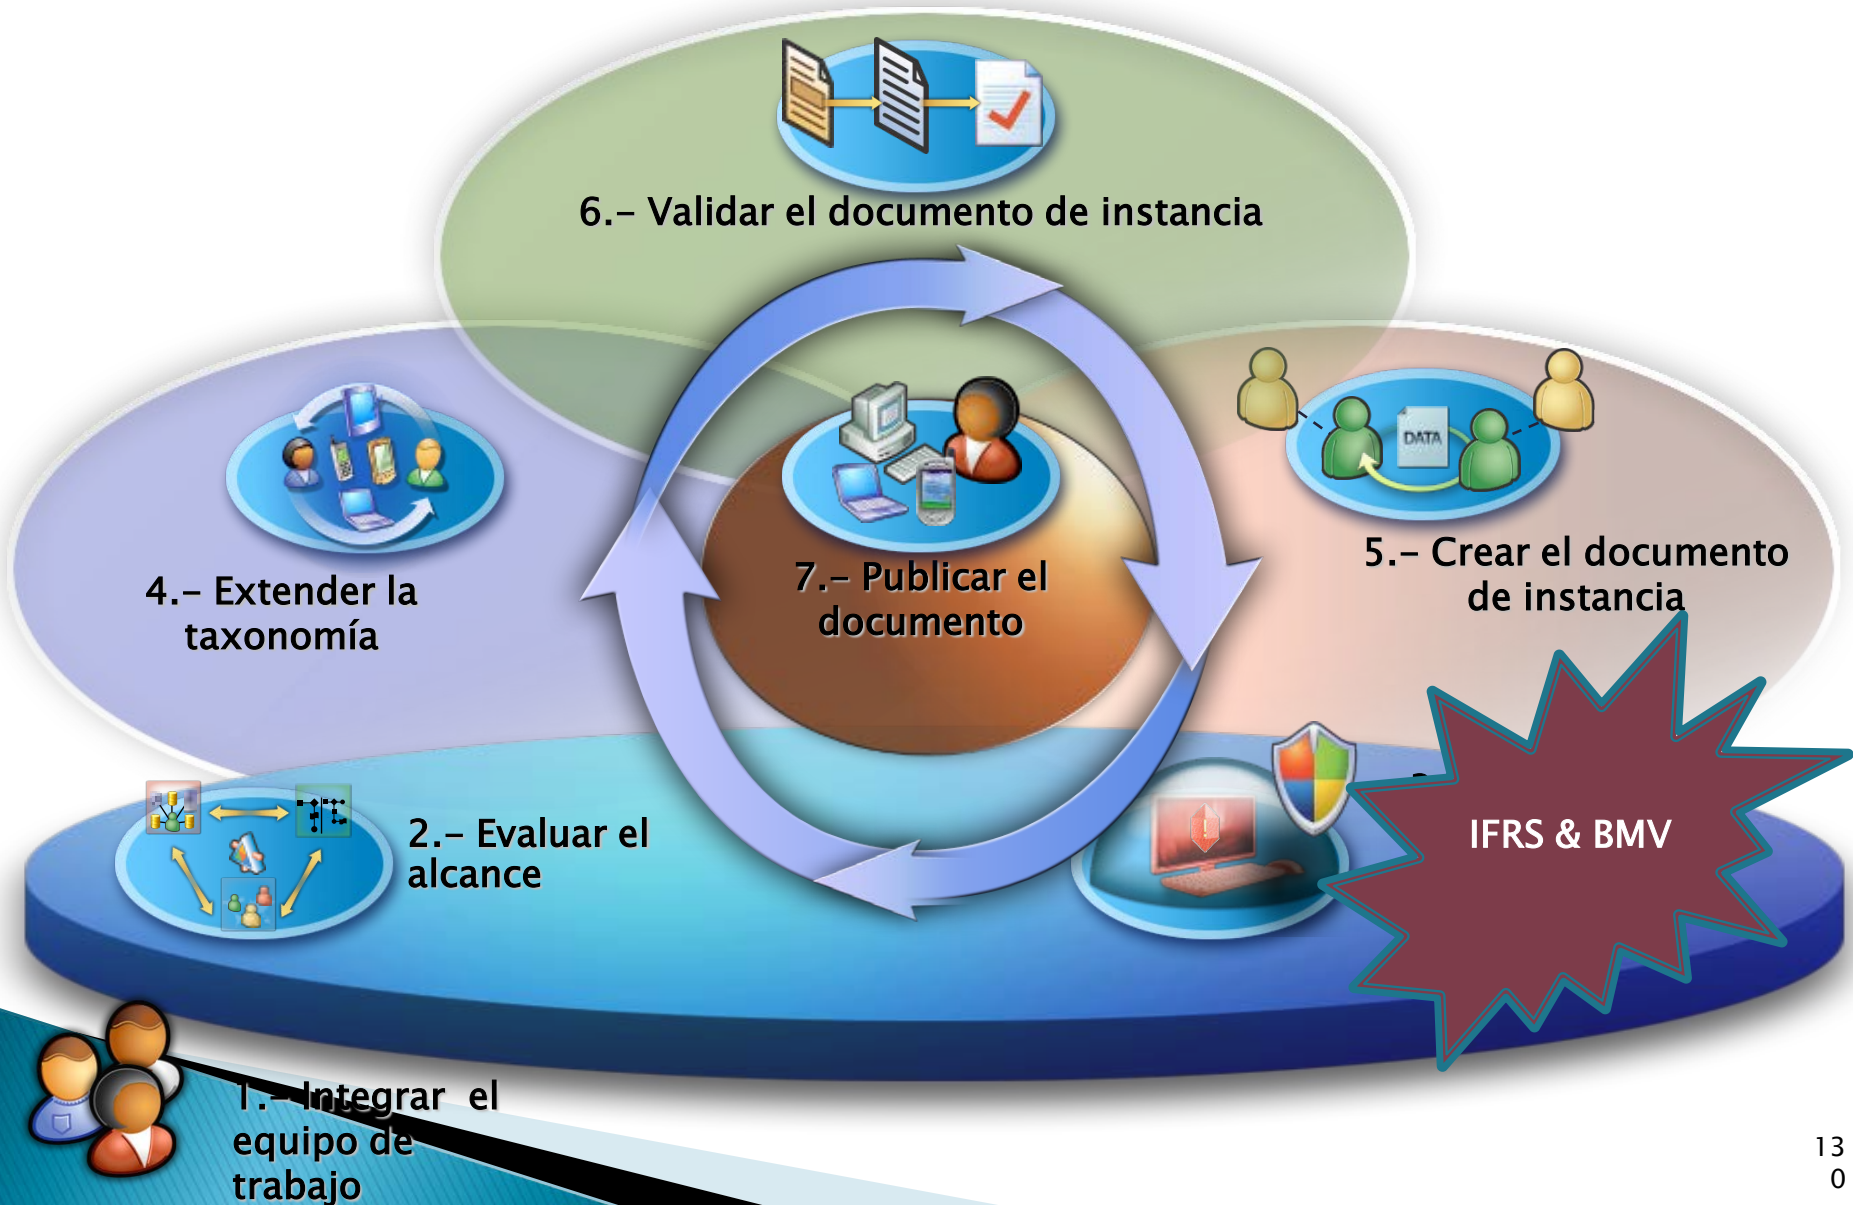 6.- Validar el documento de instancia
4.- Extender la
taxonomía
7.- Publicar el
documento
5.- Crear el documento
de instancia
DATA
2.- Evaluar el
alcance
IFRS & BMV
1.- Integrar  el
equipo de
trabajo
13
0